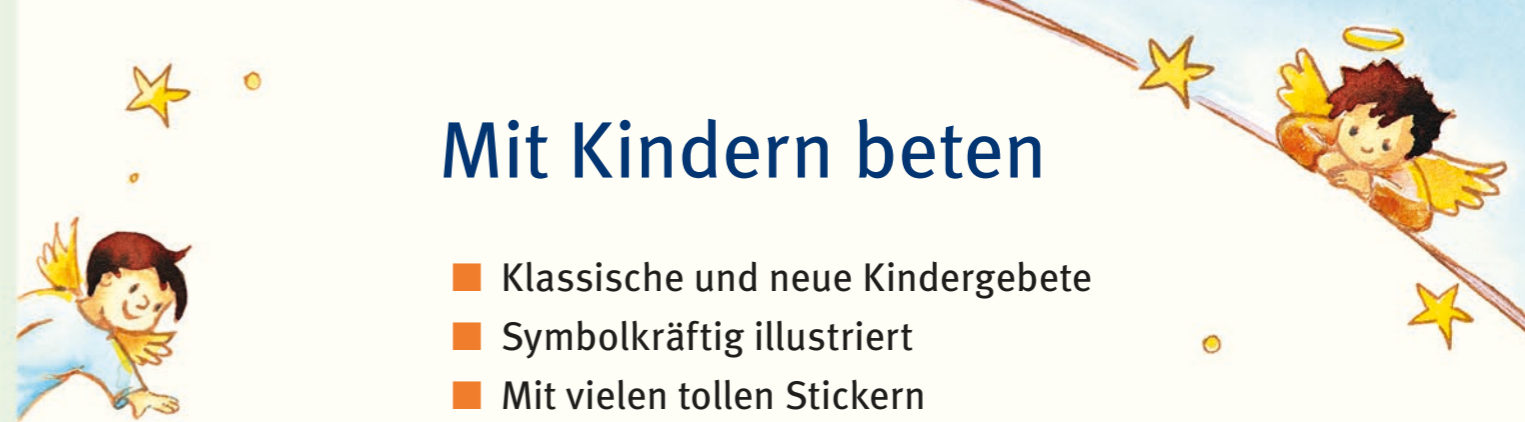 Mit Kindern beten
Klassische und neue Kindergebete
Symbolkräftig illustriert
Mit vielen tollen Stickern